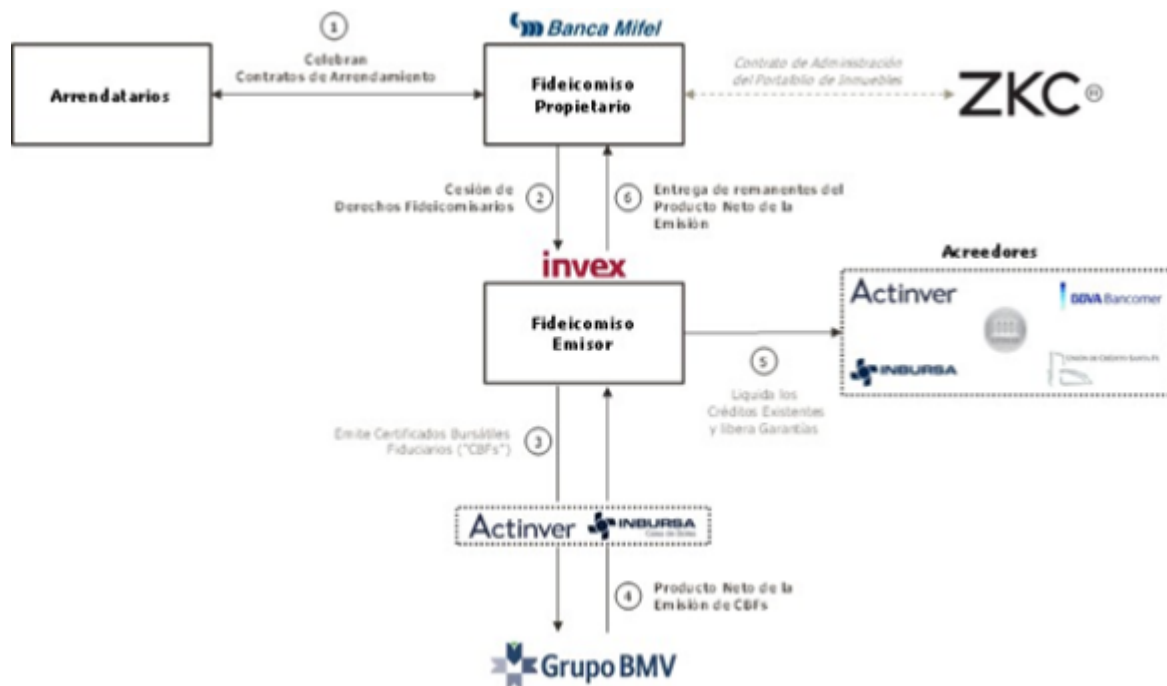 1
Banca Mifel
Celebran
Contratos de Arrendamiento
Arrendatarios
Fideicomiso
Propietario
Contrato de Administración
del Portafolio de Inmuebles
ZKC
Cesión de
Derechos Fideicomisarios
2
6
Entrega de remanentes del
Producto Neto de la
Emisión
invex
Fideicomiso
Emisor
Acreedores
Actinver
BBVA Bancomer
INBURSA
5
Liquida los
Créditos Existentes
y libera Garantías
Emite Certificados Bursátiles
Fiduciarios ("CBFs")
3
Actinver
INBURSA
Casa de Bolsa
4
Producto Neto de la
Emisión de CBFs
Grupo BMV